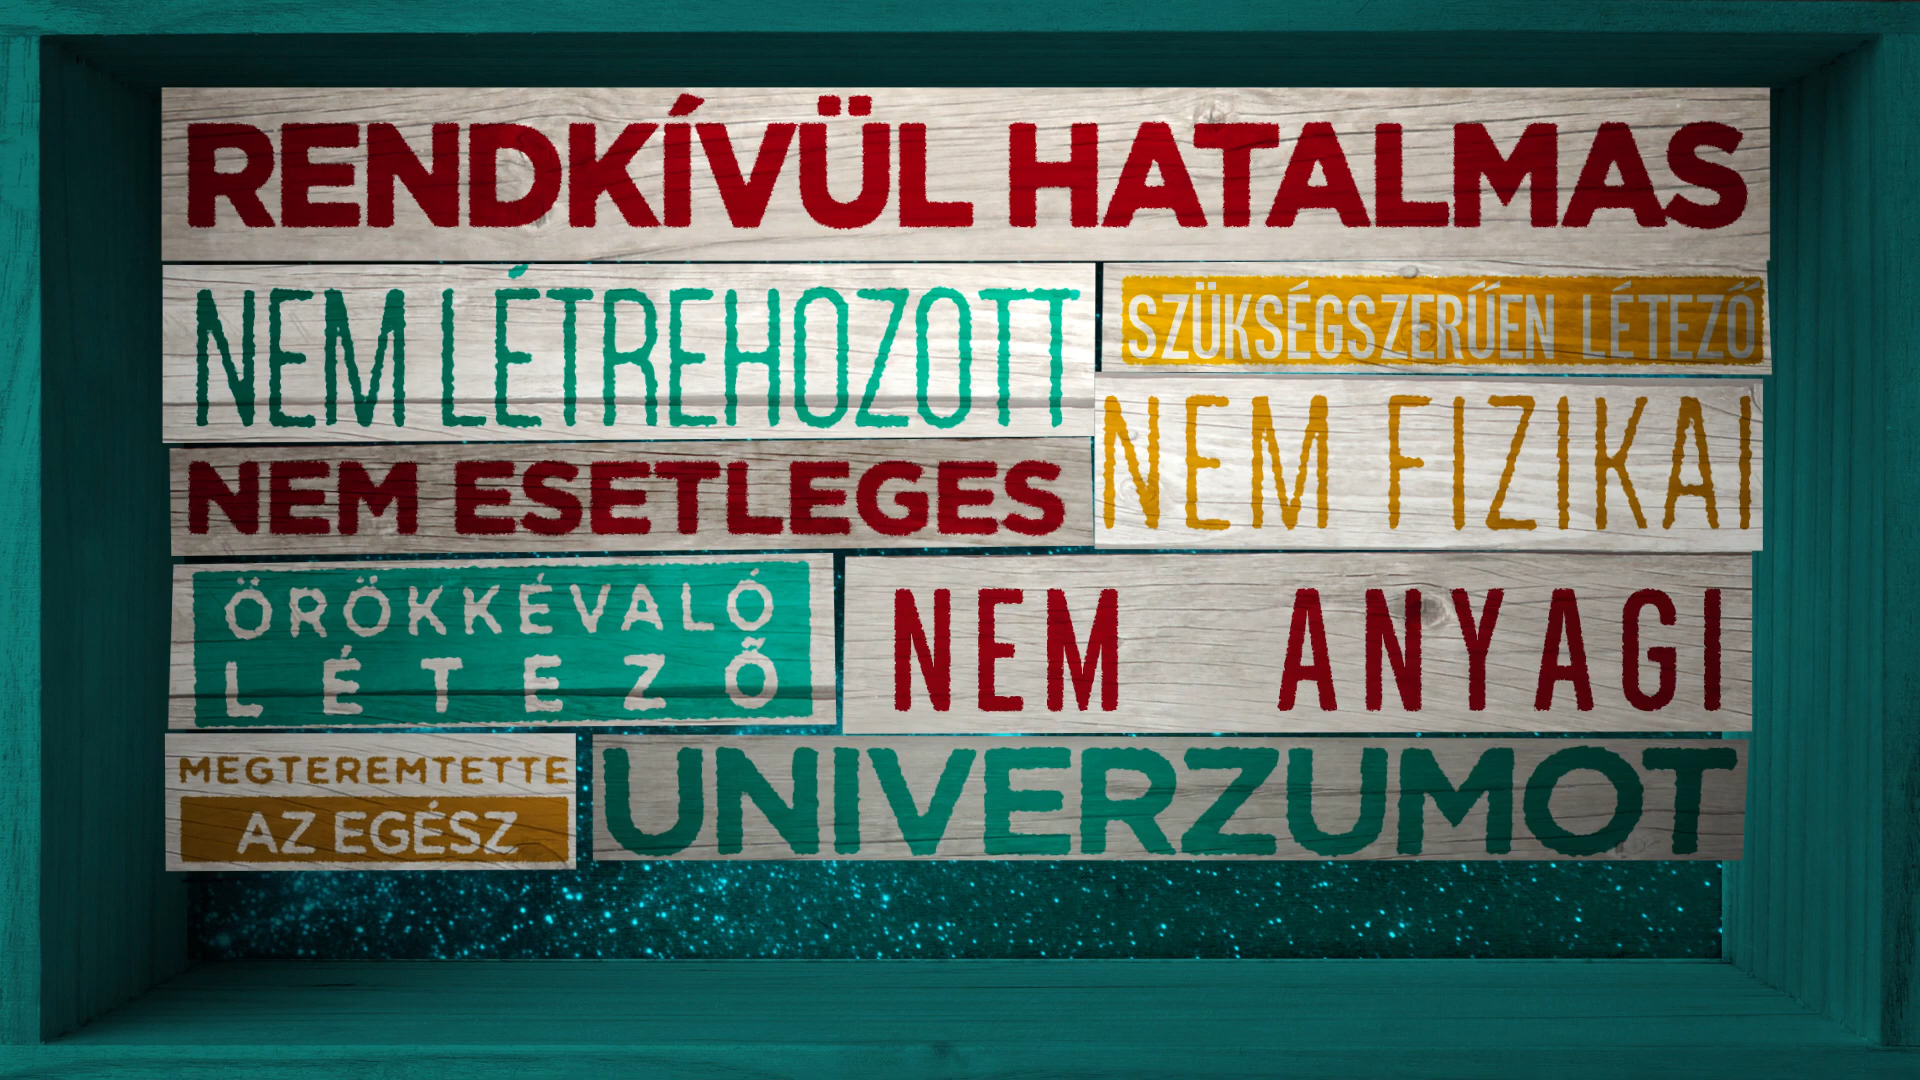 RENDKÍVÜL HATALMAS
NEM LÉTREHOZOTT
SZÜKSÉGSZERŰEN LÉTEZŐ
NEM FIZIKAI
NEM ESETLEGES
ÖRÖKKÉVALÓ
LÉTEZŐ
NEM ANYAGI
MEGTEREMTETTE
AZ EGÉSZ
UNIVERZUMOT